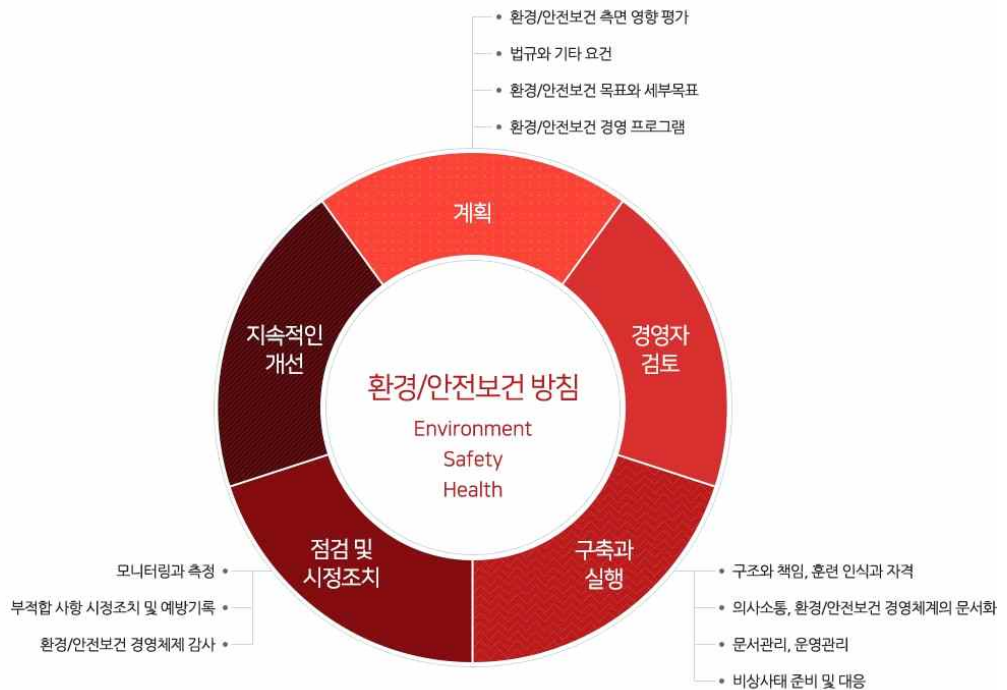 환경/안전보건 측면 영향 평가
법규와 기타 요건
환경/안전보건 목표와 세부목표
환경/안전보건 경영 프로그램
계획
지속적인
개선
경영자
검토
환경/안전보건 방침
Environment
Safety
Health
점검 및
시정조치
구축과
실행
모니터링과 측정
부적합 사항 시정조치 및 예방기록
환경/안전보건 경영체제 감사
구조와 책임, 훈련 인식과 자격
의사소통, 환경/안전보건 경영체계의 문서화
문서관리, 운영관리
비상사태 준비 및 대응